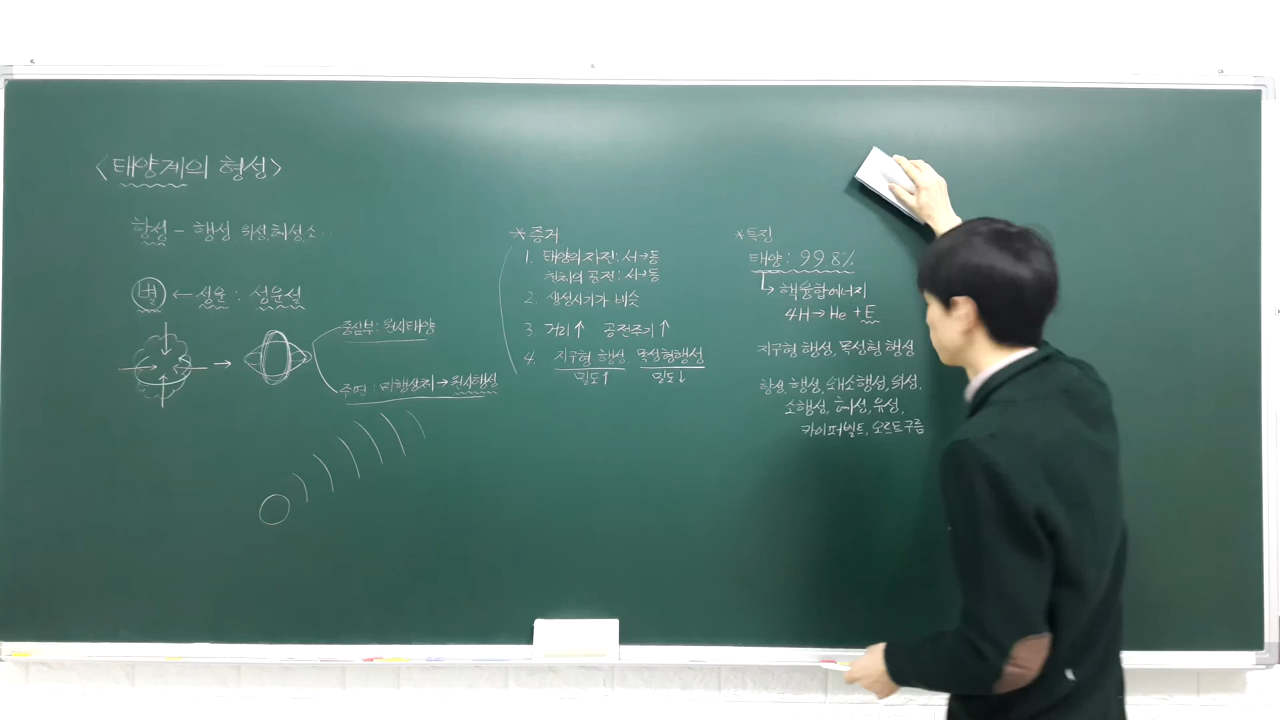 <태양계의 형성>
항성 - 행성 위성, 혜성, 소...
별 ← 성운 : 성운설
중심부 : 원시태양
주변 : 미행성체 → 원시행성
* 증거
1. 태양의 자전 : 서→동
천체의 공전 : 서→동
2. 생성시기가 비슷
3 거리↑ 공전주기↑
4. 지구형 행성, 목성형행성
밀도↑ 밀도↓
* 특징
태양 : 99.8%
→ 핵융합에너지
4H → He + E
지구형 행성, 목성형 행성
항성, 행성, 왜소행성, 위성,
소행성, 혜성, 유성,
카이퍼벨트, 오르트구름